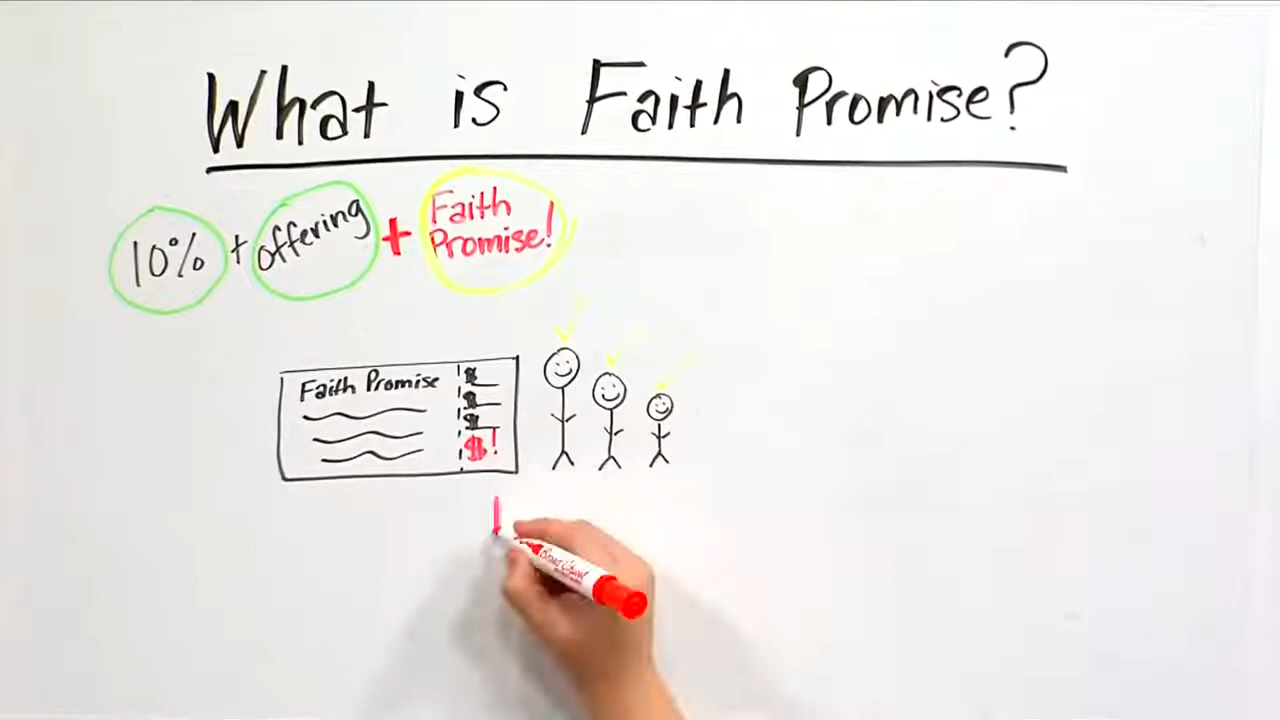 What is Faith Promise?
10% + offering + Faith
Promise!
Faith Promise
$
$
$
$!